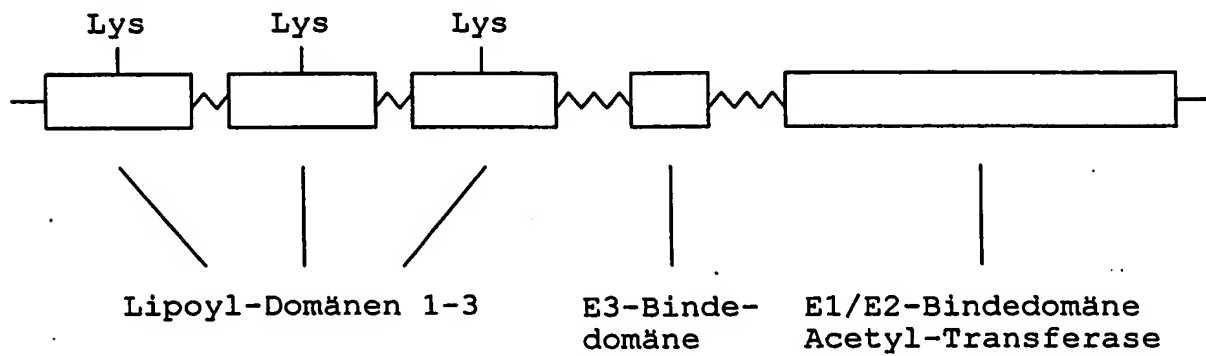 Lys Lys Lys
Lipoyl-Domänen 1-3
E3-Binde-
domäne
E1/E2-Bindedomäne
Acetyl-Transferase